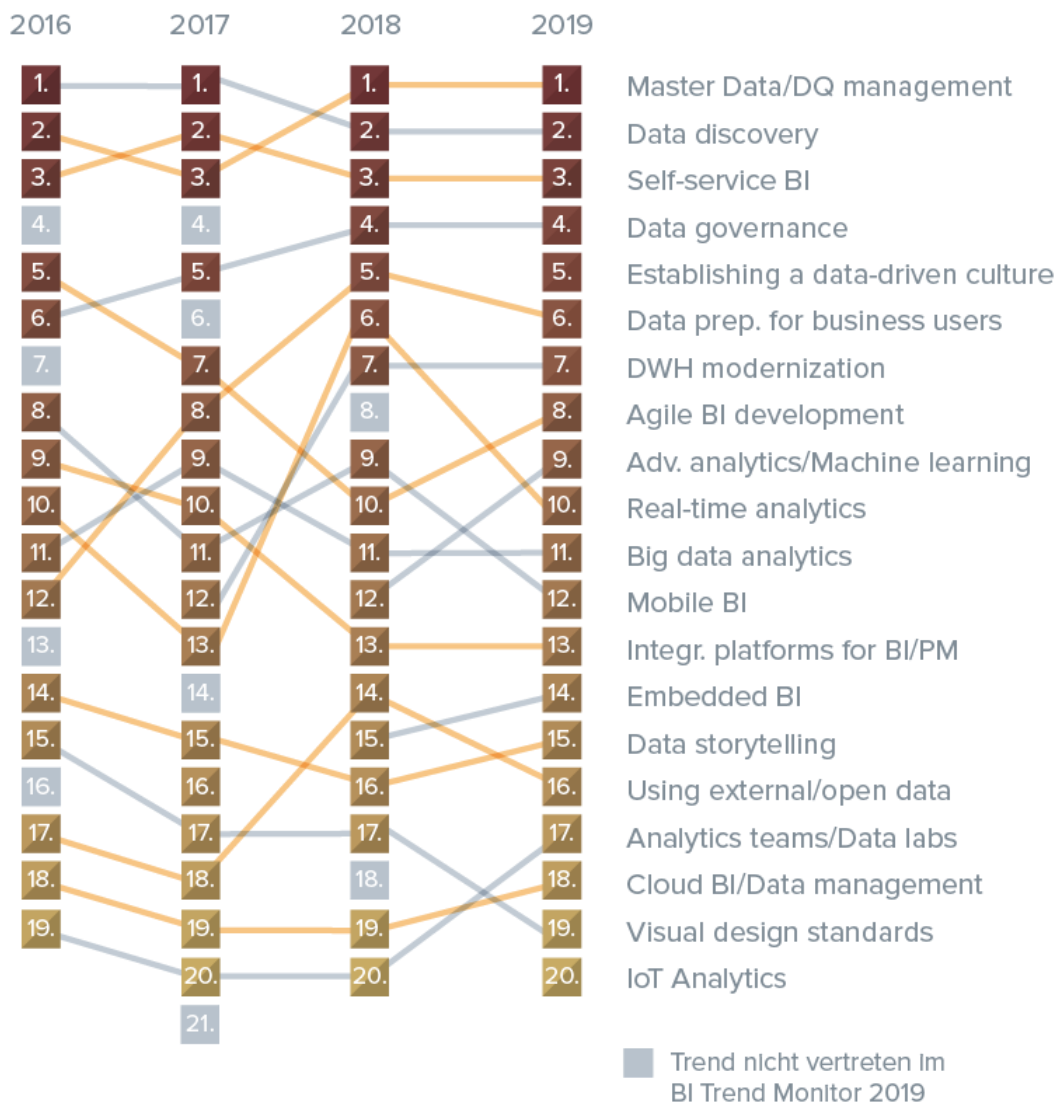 2016 2017 2018 2019
1. 1. 1. 1. Master Data/DQ management
2. 2. 2. 2. Data discovery
3. 3. 3. 3. Self-service BI
4. 4. 4. 4. Data governance
5. 5. 5. 5. Establishing a data-driven culture
6. 6. 6. 6. Data prep. for business users
7. 7. 7. 7. DWH modernization
8. 8. 8. 8. Agile BI development
9. 9. 9. 9. Adv. analytics/Machine learning
10. 10. 10. 10. Real-time analytics
11. 11. 11. 11. Big data analytics
12. 12. 12. 12. Mobile BI
13. 13. 13. 13. Integr. platforms for BI/PM
14. 14. 14. 14. Embedded BI
15. 15. 15. 15. Data storytelling
16. 16. 16. 16. Using external/open data
17. 17. 17. 17. Analytics teams/Data labs
18. 18. 18. 18. Cloud BI/Data management
19. 19. 19. 19. Visual design standards
20. 20. 20. IoT Analytics
21.
Trend nicht vertreten im
BI Trend Monitor 2019